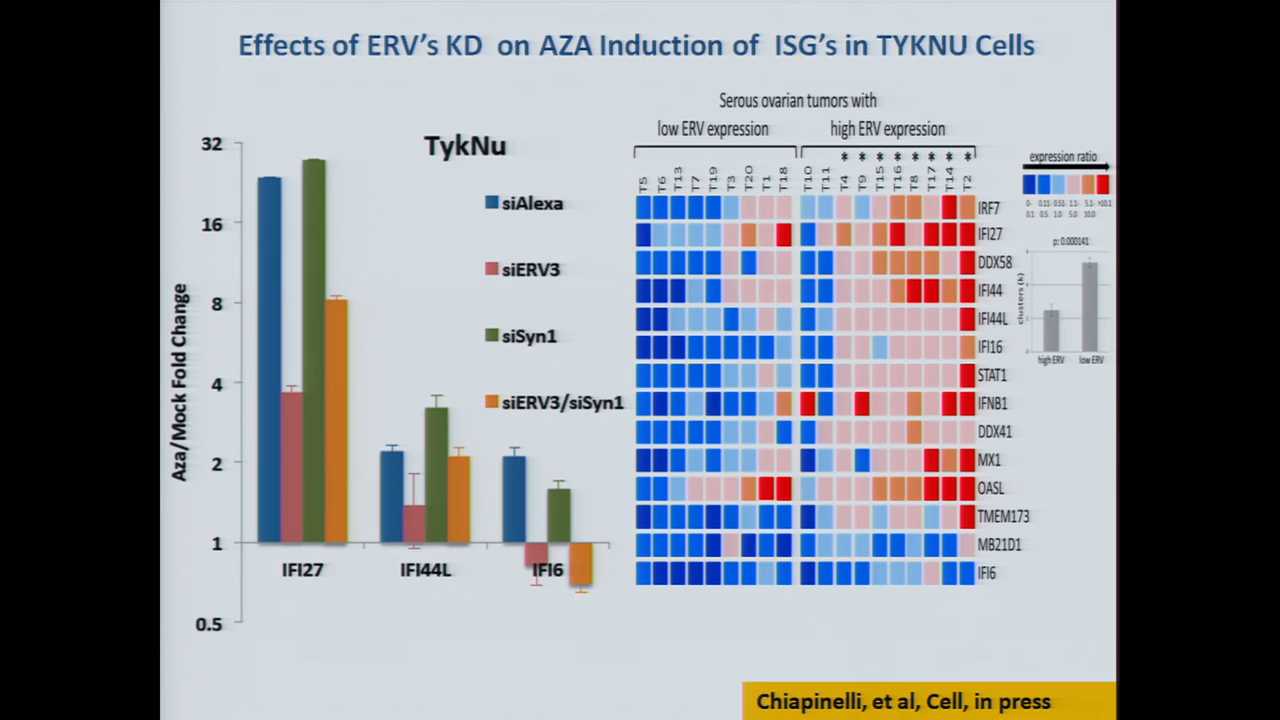 Effects of ERV’s KD on AZA Induction of ISG’s in TYKNU Cells
Serous ovarian tumors with
low ERV expression
high ERV expression
TykNu
siAlexa
siERV3
siSyn1
siERV3/siSyn1
Aza/Mock Fold Change
32
16
8
4
2
1
0.5
IFI27
IFI44L
IFI6
T5 T6 T13 T7 T19 T3 T20 T1 T18
* * * * * * * *
T10 T11 T4 T9 T15 T16 T8 T17 T14 T2
IRF7
IFI27
DDX58
IFI44
IFI44L
IFI16
STAT1
IFNB1
DDX41
MX1
OASL
TMEM173
MB21D1
IFI6
expression ratio
0- 0.11- 0.51- 1.1- 5.1- >10.1
0.1 0.5 1.0 5.0 10.0
p: 0.000141
high ERV
low ERV
Chiapinelli, et al, Cell, in press